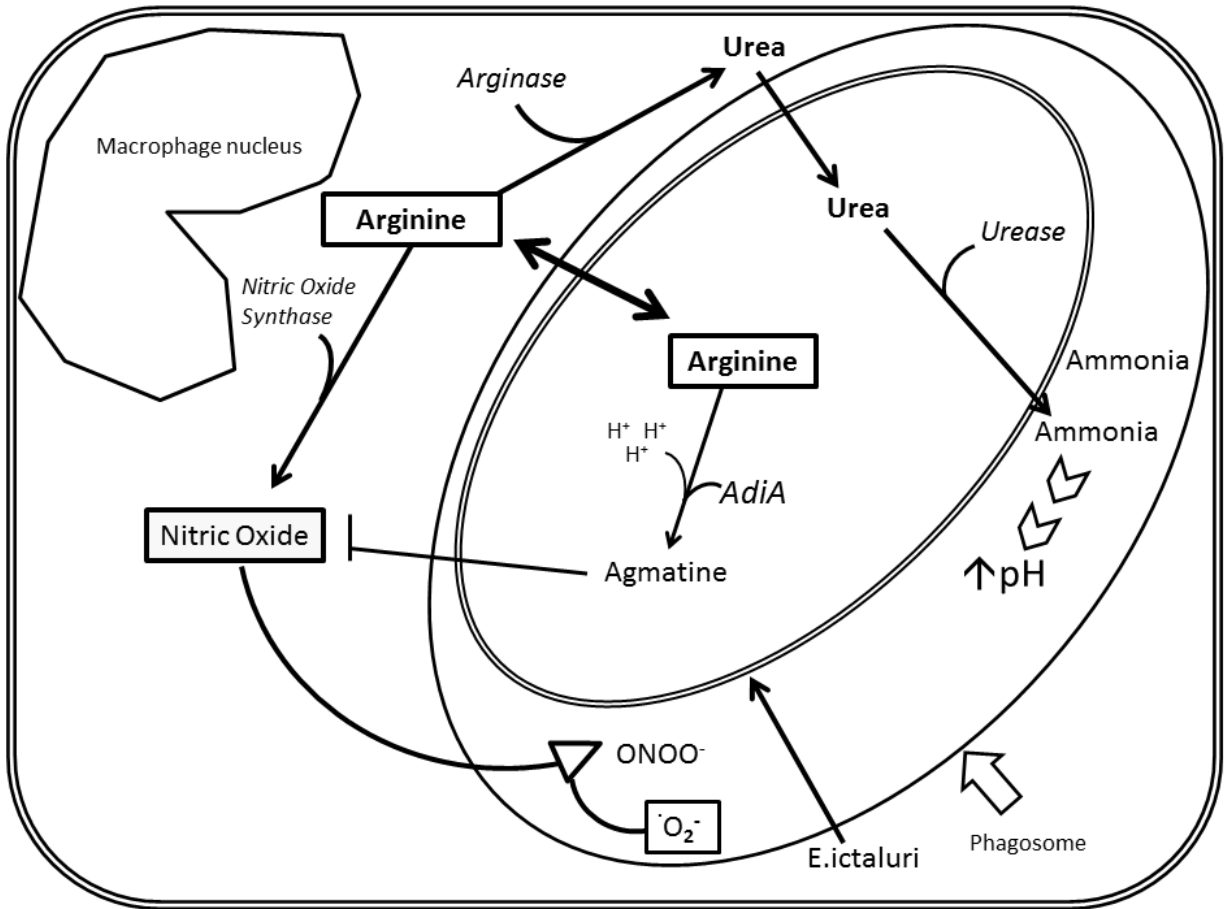 Urea
Arginase
Macrophage nucleus
Arginine
Urea
Urease
Nitric Oxide
Synthase
Arginine
Ammonia
H⁺ H⁺
H⁺
Ammonia
AdiA
Nitric Oxide
Agmatine
↑pH
ONOO⁻
˙O₂⁻
E.ictaluri
Phagosome